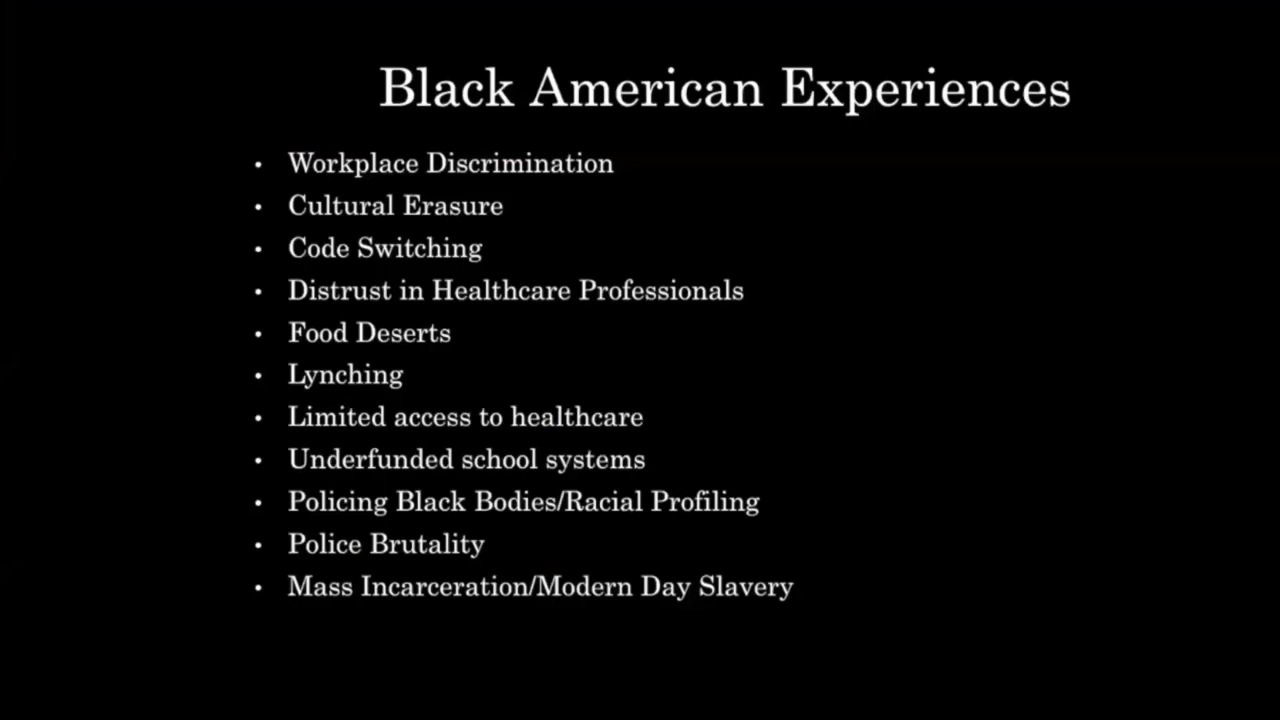 Black American Experiences
• Workplace Discrimination
• Cultural Erasure
• Code Switching
• Distrust in Healthcare Professionals
• Food Deserts
• Lynching
• Limited access to healthcare
• Underfunded school systems
• Policing Black Bodies/Racial Profiling
• Police Brutality
• Mass Incarceration/Modern Day Slavery